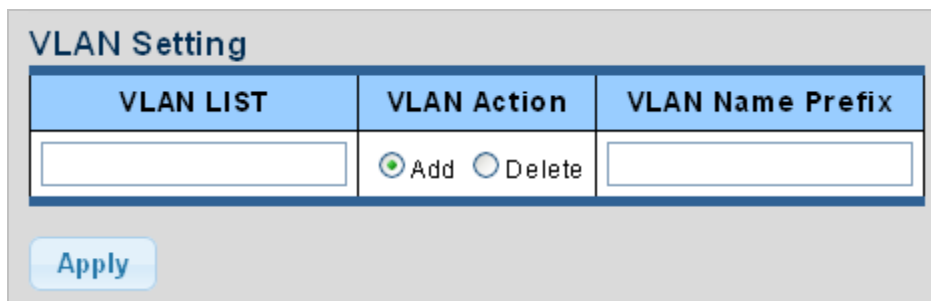 VLAN Setting
VLAN LIST VLAN Action VLAN Name Prefix
Add Delete
Apply